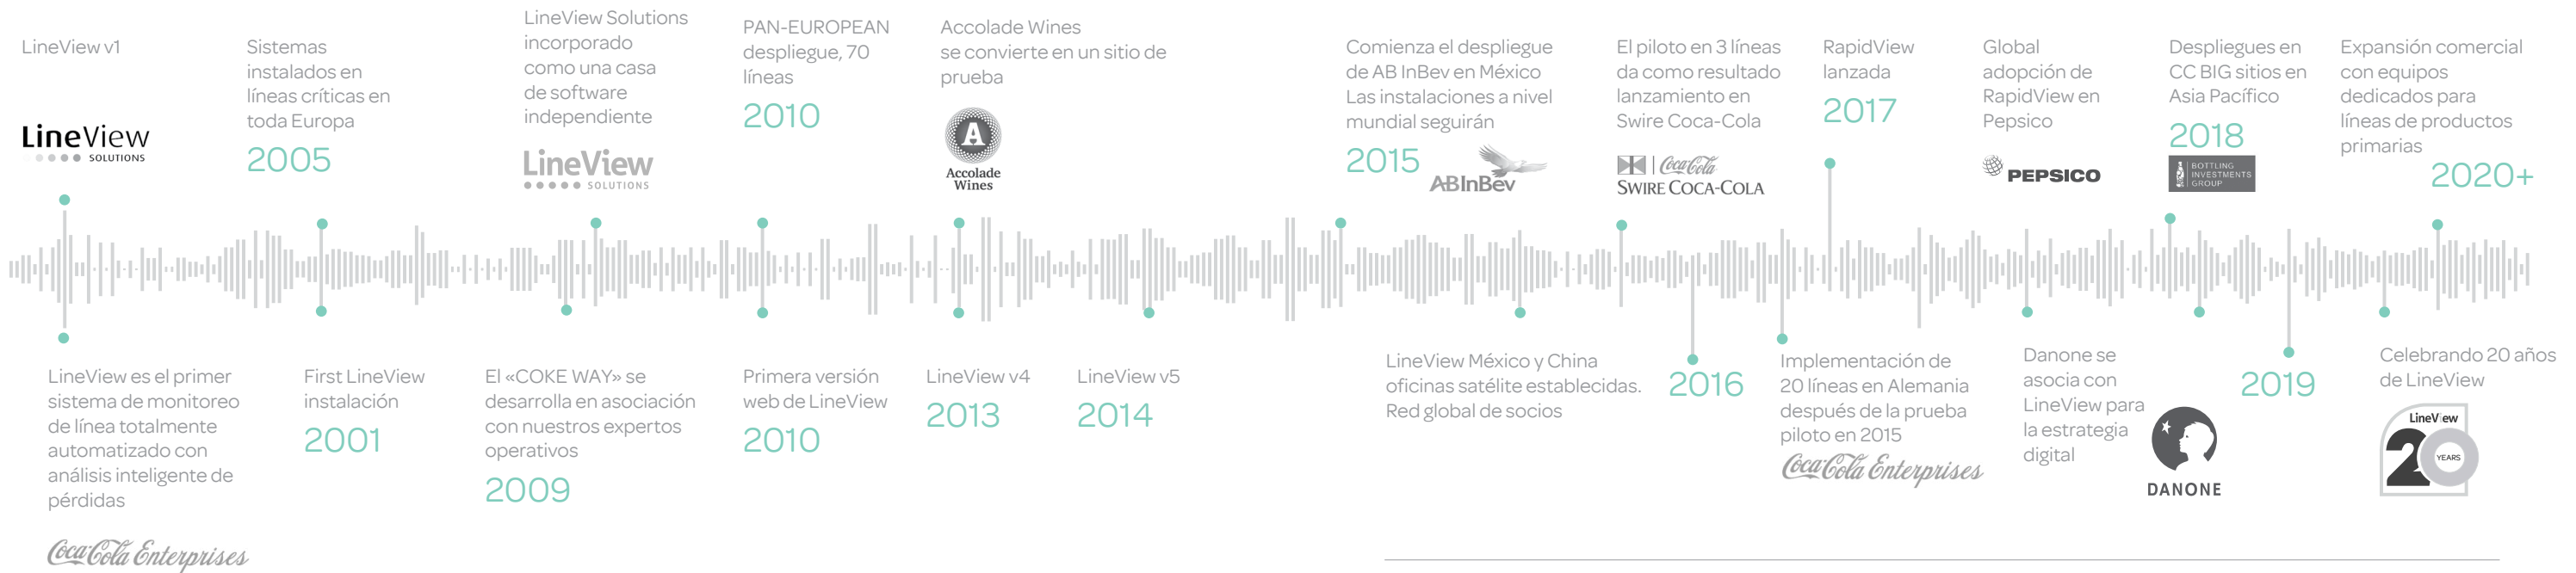 LineView v1
LineView
SOLUTIONS
Sistemas
instalados en
líneas críticas en
toda Europa
2005
LineView Solutions
incorporado
como una casa
de software
independiente
LineView
SOLUTIONS
PAN-EUROPEAN
despliegue, 70
líneas
2010
Accolade Wines
se convierte en un sitio de
prueba
A
Accolade
Wines
Comienza el despliegue
de AB InBev en México
Las instalaciones a nivel
mundial seguirán
2015
ABInBev
El piloto en 3 líneas
da como resultado
lanzamiento en
Swire Coca-Cola
Coca-Cola
SWIRE COCA-COLA
RapidView
lanzada
2017
Global
adopción de
RapidView en
Pepsico
PEPSICO
Despliegues en
CC BIG sitios en
Asia Pacífico
2018
BOTTLING
INVESTMENTS
GROUP
Expansión comercial
con equipos
dedicados para
líneas de productos
primarias
2020+
LineView es el primer
sistema de monitoreo
de línea totalmente
automatizado con
análisis inteligente de
pérdidas
Coca-Cola Enterprises
First LineView
instalación
2001
El «COKE WAY» se
desarrolla en asociación
con nuestros expertos
operativos
2009
Primera versión
web de LineView
2010
LineView v4
2013
LineView v5
2014
LineView México y China
oficinas satélite establecidas.
Red global de socios
2016
Implementación de
20 líneas en Alemania
después de la prueba
piloto en 2015
Coca-Cola Enterprises
Danone se
asocia con
LineView para
la estrategia
digital
DANONE
2019
Celebrando 20 años
de LineView
LineView
20
YEARS